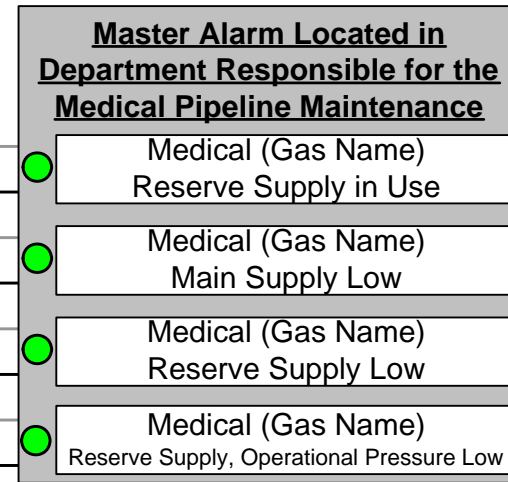 Master Alarm Located in
Department Responsible for the
Medical Pipeline Maintenance
Medical (Gas Name)
Reserve Supply in Use
Medical (Gas Name)
Main Supply Low
Medical (Gas Name)
Reserve Supply Low
Medical (Gas Name)
Reserve Supply, Operational Pressure Low